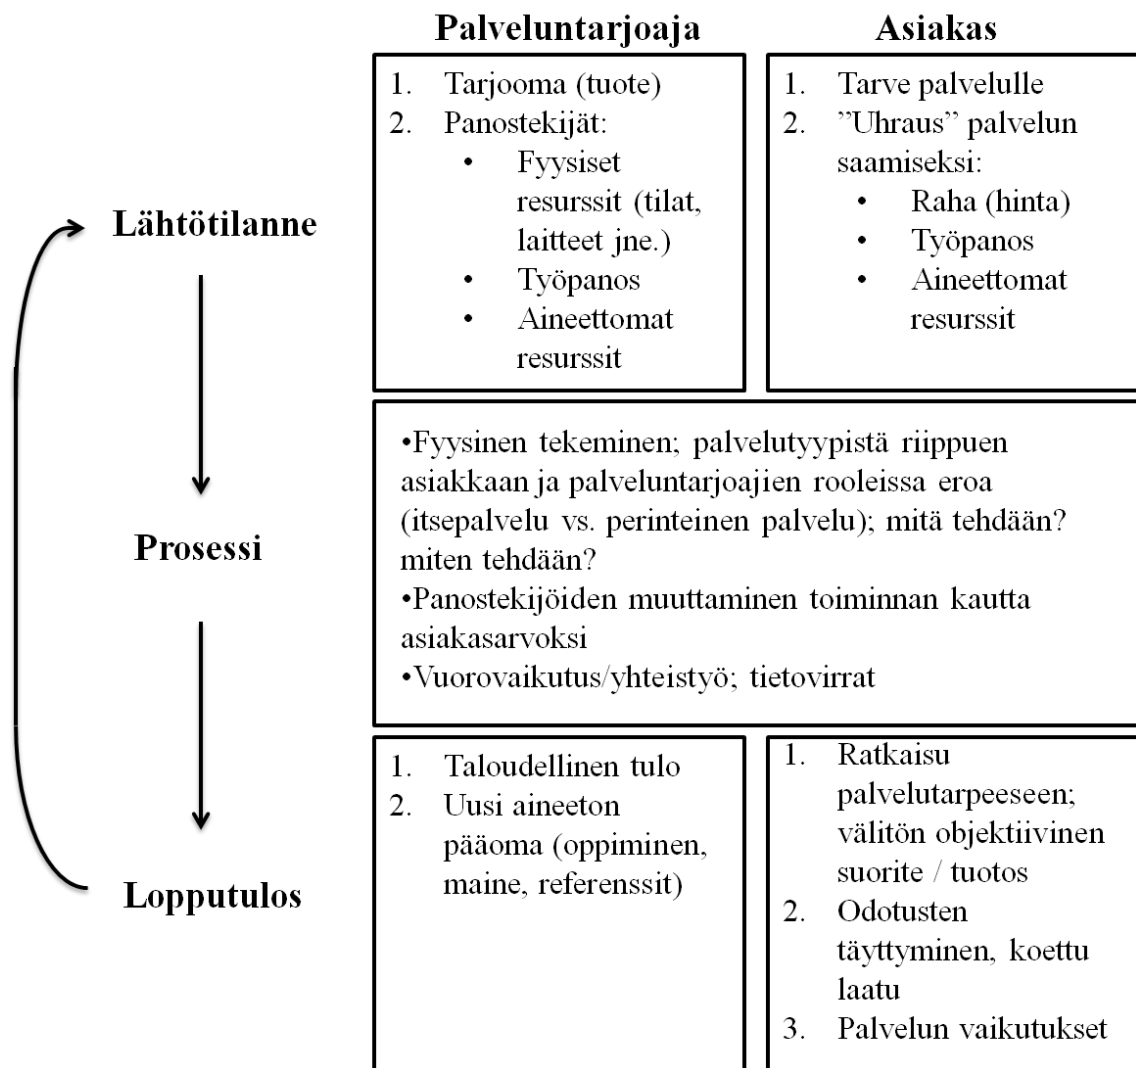 Palveluntarjoaja
Asiakas
1. Tarjooma (tuote)
2. Panostekijät:
• Fyysiset
resurssit (tilat,
laitteet jne.)
• Työpanos
• Aineettomat
resurssit
1. Tarve palvelulle
2. ”Uhraus” palvelun
saamiseksi:
• Raha (hinta)
• Työpanos
• Aineettomat
resurssit
Lähtötilanne
•Fyysinen tekeminen; palvelutyypistä riippuen
asiakkaan ja palveluntarjoajien rooleissa eroa
(itsepalvelu vs. perinteinen palvelu); mitä tehdään?
miten tehdään?
•Panostekijöiden muuttaminen toiminnan kautta
asiakasarvoksi
•Vuorovaikutus/yhteistyö; tietovirrat
Prosessi
1. Taloudellinen tulo
2. Uusi aineeton
pääoma (oppiminen,
maine, referenssit)
1. Ratkaisu
palvelutarpeeseen;
välitön objektiivinen
suorite / tuotos
2. Odotusten
täyttyminen, koettu
laatu
3. Palvelun vaikutukset
Lopputulos